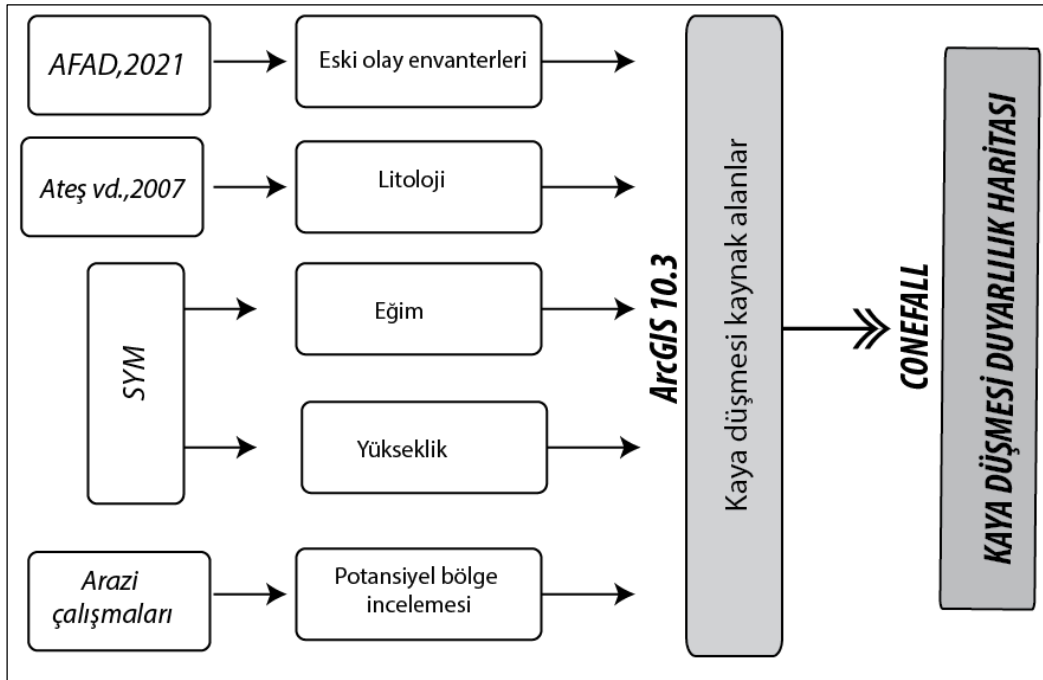 AFAD,2021
Eski olay envanterleri
Ateş vd.,2007
Litoloji
SYM
Eğim
Yükseklik
Arazi
çalışmaları
Potansiyel bölge
incelemesi
ArcGIS 10.3
Kaya düşmesi kaynak alanlar
CONEFALL
KAYA DÜŞMESİ DUYARLILIK HARİTASI